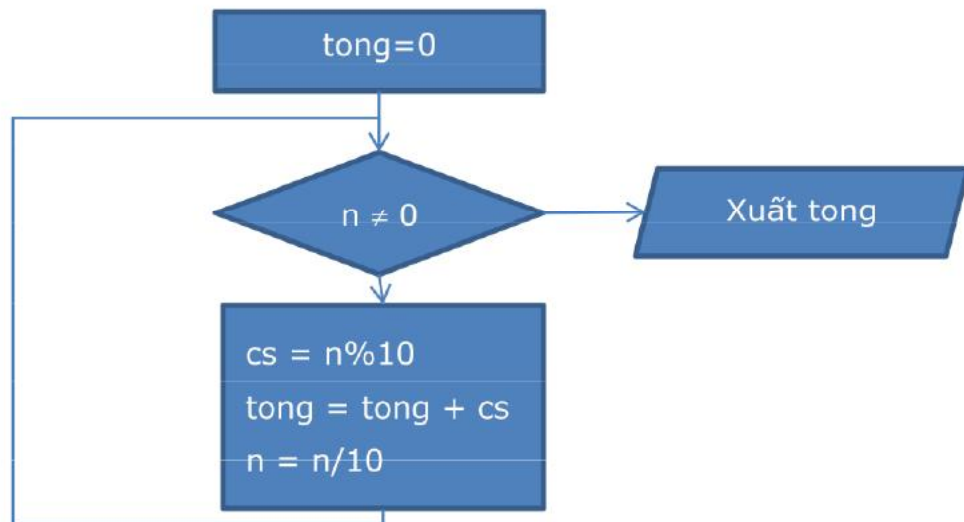 tong=0
n ≠ 0
Xuất tong
cs = n%10
tong = tong + cs
n = n/10